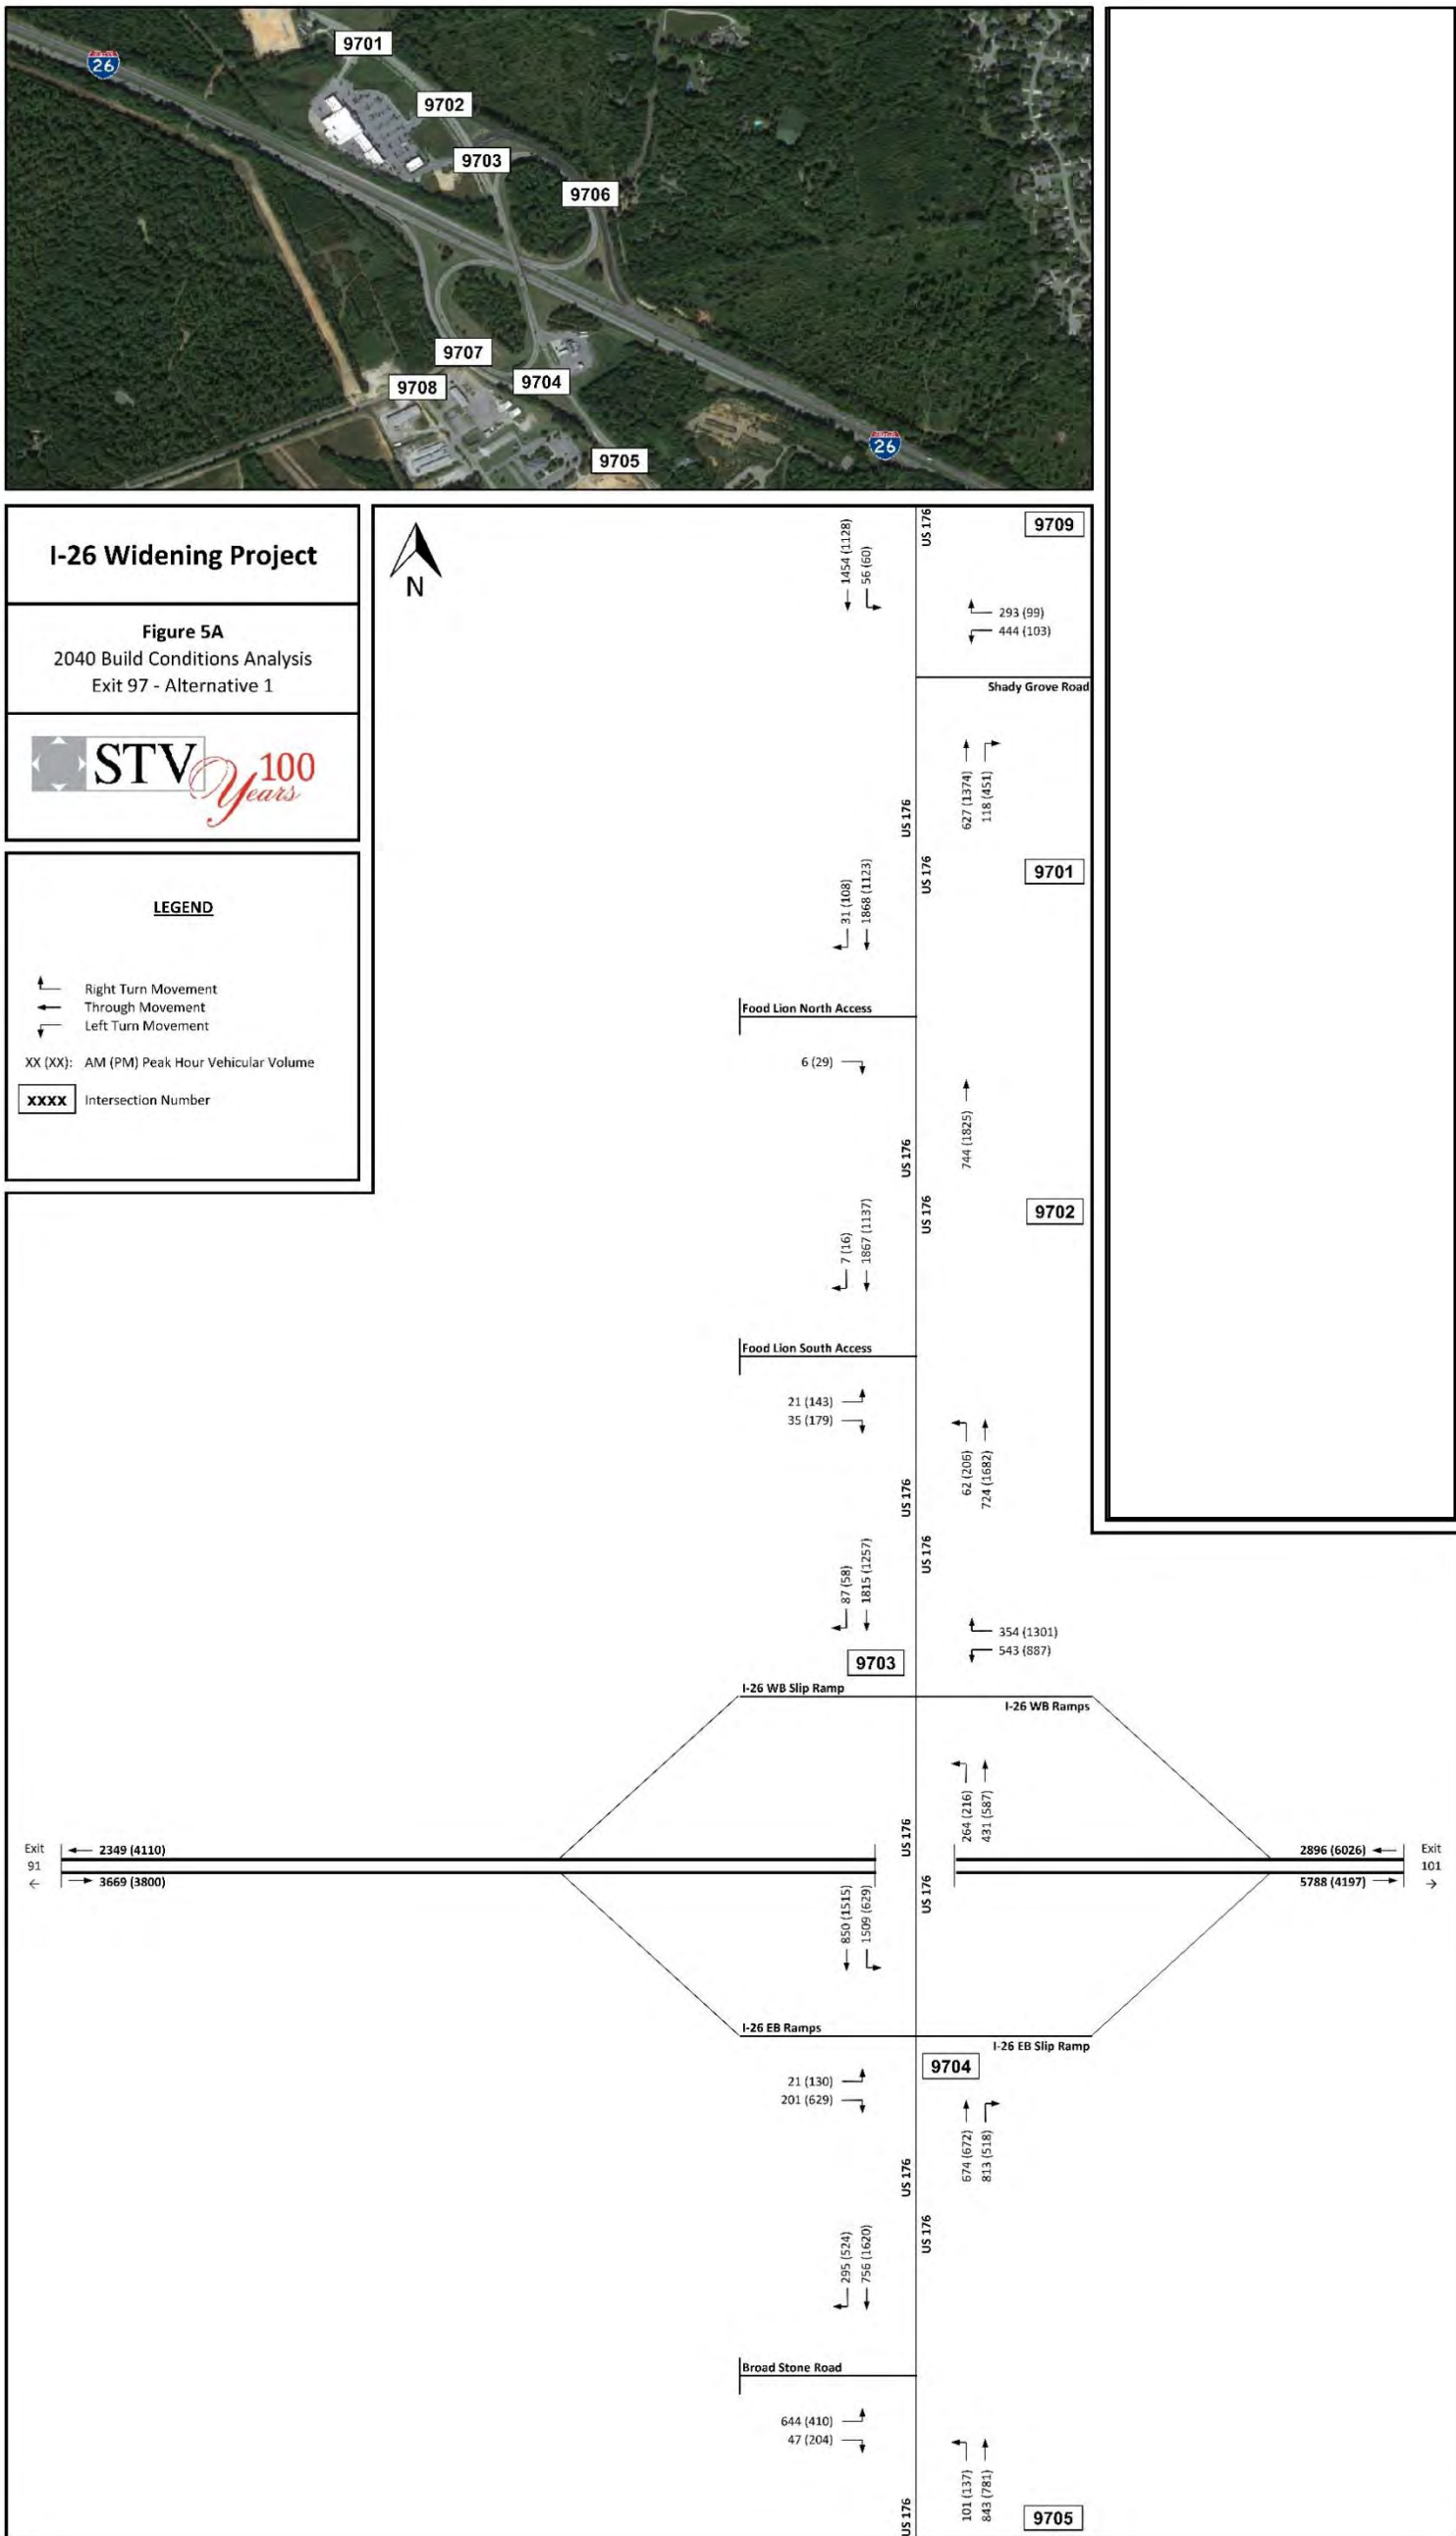 26
9701
9702
9703
9706
9707
9708
9704
9705
26
I-26 Widening Project
Figure 5A
2040 Build Conditions Analysis
Exit 97 - Alternative 1
STV 100
Years
LEGEND
Right Turn Movement
Through Movement
Left Turn Movement
XX (XX): AM (PM) Peak Hour Vehicular Volume
XXXX Intersection Number
N
1454 (1128)
56 (60)
US 176
9709
293 (99)
444 (103)
Shady Grove Road
627 (1374)
118 (451)
US 176
US 176
9701
31 (108)
1868 (1123)
Food Lion North Access
6 (29)
744 (1825)
US 176
US 176
9702
7 (16)
1867 (1137)
Food Lion South Access
21 (143)
35 (179)
62 (206)
724 (1682)
US 176
US 176
87 (58)
1815 (1257)
354 (1301)
543 (887)
9703
I-26 WB Slip Ramp
I-26 WB Ramps
264 (216)
431 (587)
US 176
Exit
91
←
2349 (4110)
3669 (3800)
2896 (6026)
5788 (4197)
Exit
101
→
US 176
850 (1515)
1509 (629)
I-26 EB Ramps
I-26 EB Slip Ramp
9704
21 (130)
201 (629)
674 (672)
813 (518)
US 176
US 176
295 (524)
756 (1620)
Broad Stone Road
644 (410)
47 (204)
101 (137)
843 (781)
US 176
9705